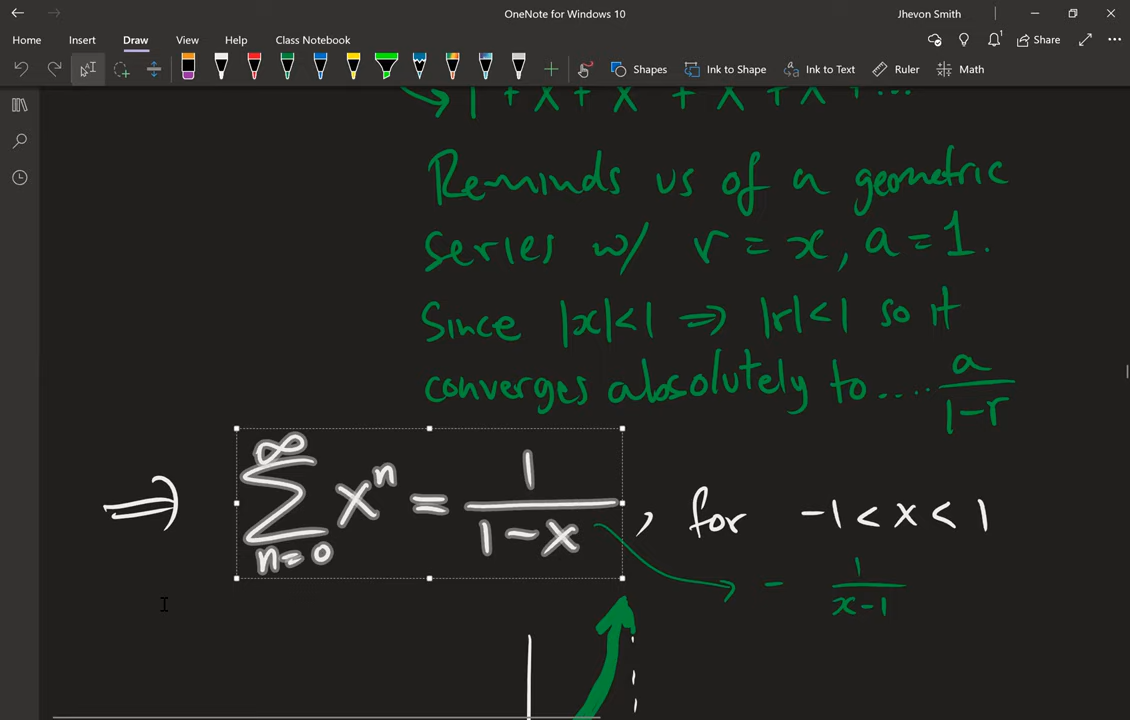 OneNote for Windows 10
Jhevon Smith
Home Insert Draw View Help Class Notebook
Share
Shapes Ink to Shape Ink to Text Ruler Math
1 + x + x + x + x + ...
Reminds us of a geometric
series w/ r = x, a = 1.
Since |x|<1 ⇒ |r|<1 so it
converges absolutely to .... a/(1-r)
⇒ ∑_{n=0}^{∞} x^n = 1/(1-x), for -1 < x < 1
- 1/(x-1)